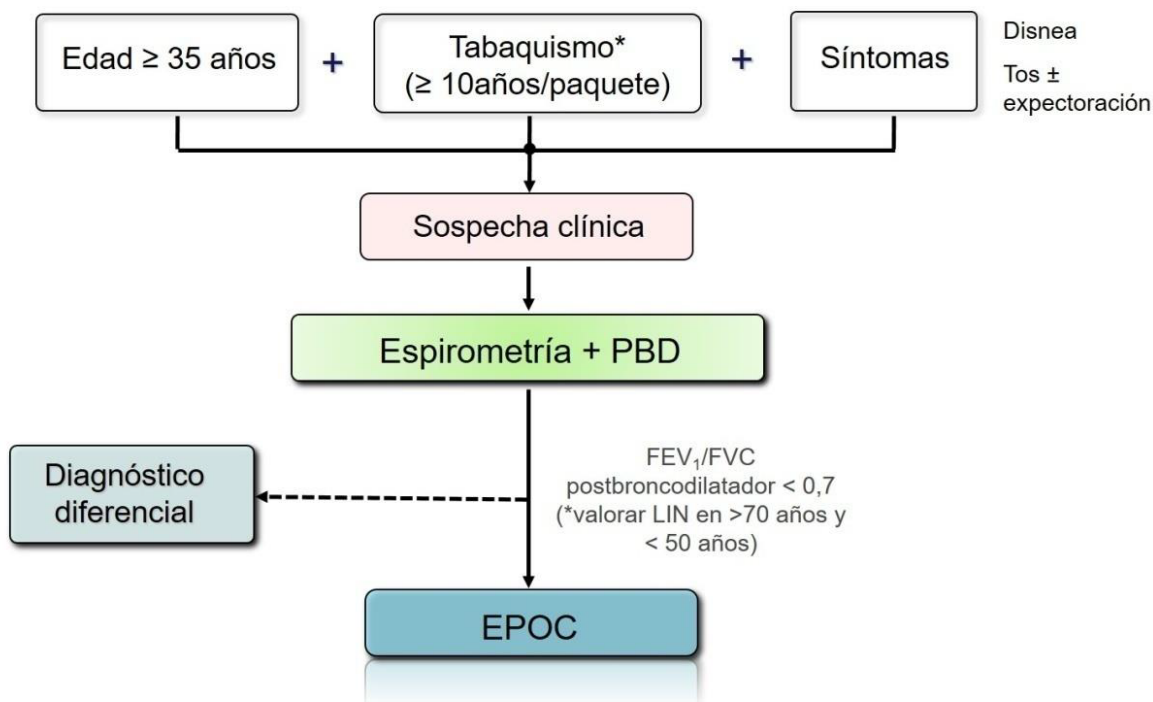 Edad ≥ 35 años
+
Tabaquismo*
(≥ 10años/paquete)
+
Síntomas
Disnea
Tos ±
expectoración
Sospecha clínica
Espirometría + PBD
Diagnóstico
diferencial
FEV₁/FVC
postbroncodilatador < 0,7
(*valorar LIN en >70 años y
< 50 años)
EPOC